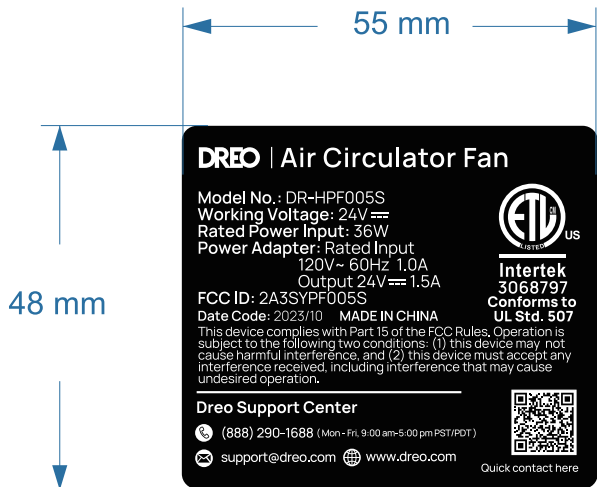 55 mm
48 mm
DREO | Air Circulator Fan
Model No.: DR-HPF005S
Working Voltage: 24V⎓
Rated Power Input: 36W
Power Adapter: Rated Input
120V~ 60Hz 1.0A
Output 24V⎓ 1.5A
FCC ID: 2A3SYPF005S
Date Code: 2023/10 MADE IN CHINA
ETL CM
LISTED
US
Intertek
3068797
Conforms to
UL Std. 507
This device complies with Part 15 of the FCC Rules. Operation is
subject to the following two conditions: (1) this device may not
cause harmful interference, and (2) this device must accept any
interference received, including interference that may cause
undesired operation.
Dreo Support Center
(888) 290-1688 (Mon-Fri, 9:00 am-5:00 pm PST/PDT)
support@dreo.com www.dreo.com
Quick contact here